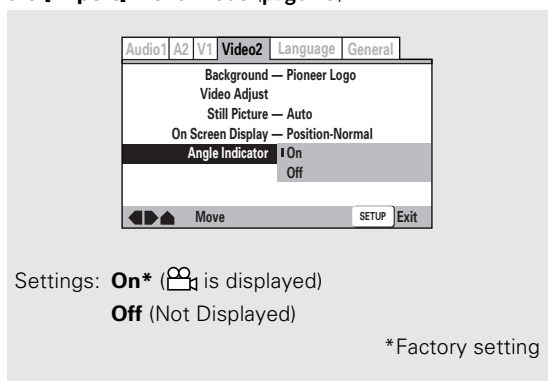 Audio1 A2 V1 Video2 Language General
Background — Pioneer Logo
Video Adjust
Still Picture — Auto
On Screen Display — Position-Normal
Angle Indicator On
Off
Move SETUP Exit
Settings: On* ( is displayed)
Off (Not Displayed)
*Factory setting